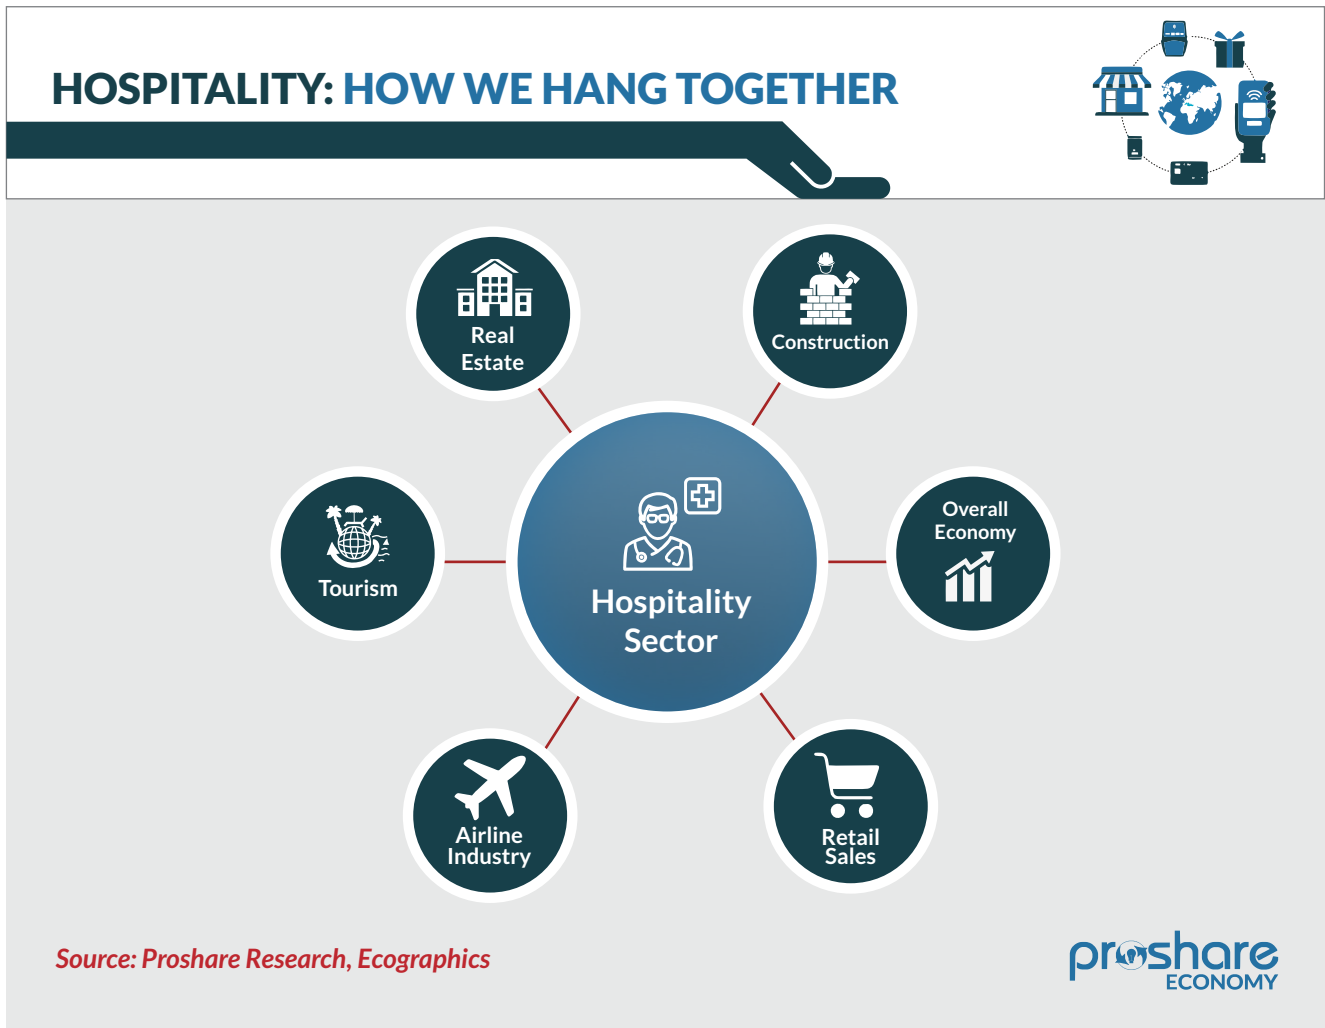 HOSPITALITY: HOW WE HANG TOGETHER
Real
Estate
Construction
Tourism
Hospitality
Sector
Overall
Economy
Airline
Industry
Retail
Sales
Source: Proshare Research, Ecographics
proshare
ECONOMY